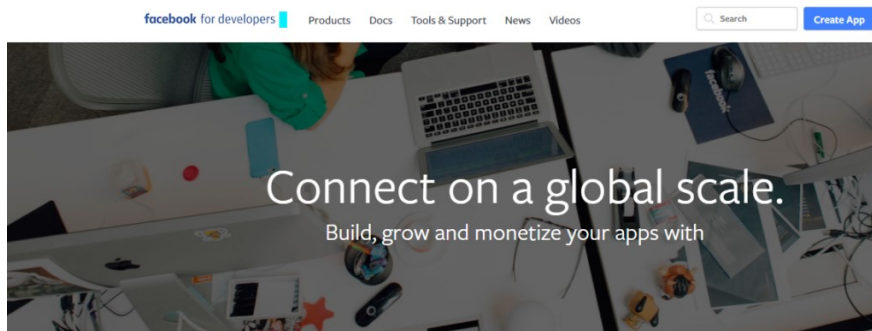 facebook for developers
Products Docs Tools & Support News Videos
Search
Create App
facebook
Connect on a global scale.
Build, grow and monetize your apps with